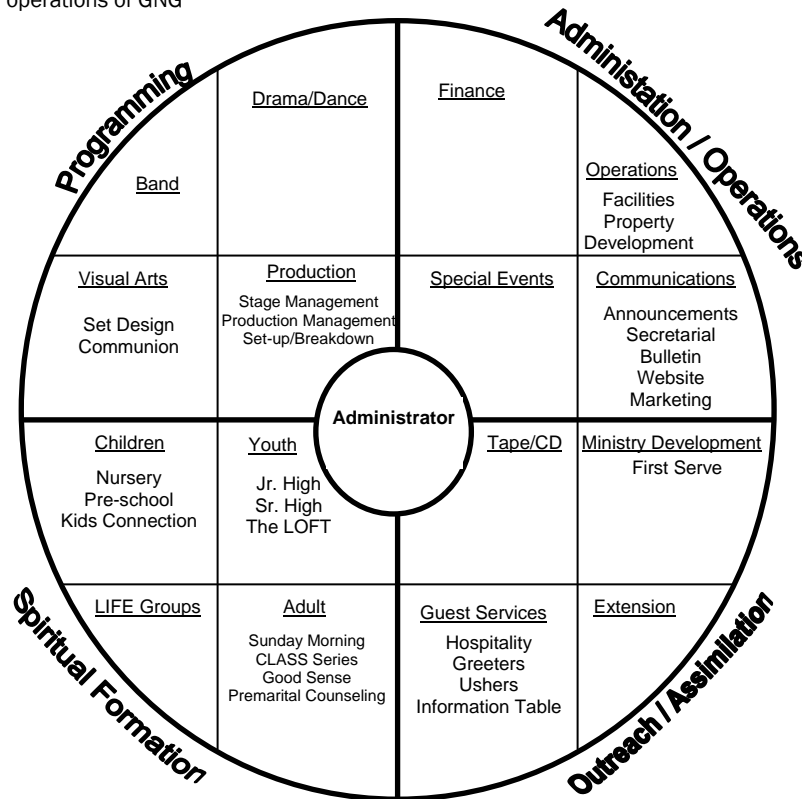 operations of GNG
Programming
Administation / Operations
Drama/Dance
Finance
Band
Operations
Facilities
Property
Development
Visual Arts
Set Design
Communion
Production
Stage Management
Production Management
Set-up/Breakdown
Special Events
Communications
Announcements
Secretarial
Bulletin
Website
Marketing
Administrator
Children
Nursery
Pre-school
Kids Connection
Youth
Jr. High
Sr. High
The LOFT
Tape/CD
Ministry Development
First Serve
LIFE Groups
Adult
Sunday Morning
CLASS Series
Good Sense
Premarital Counseling
Guest Services
Hospitality
Greeters
Ushers
Information Table
Extension
Spiritual Formation
Outreach / Assimilation